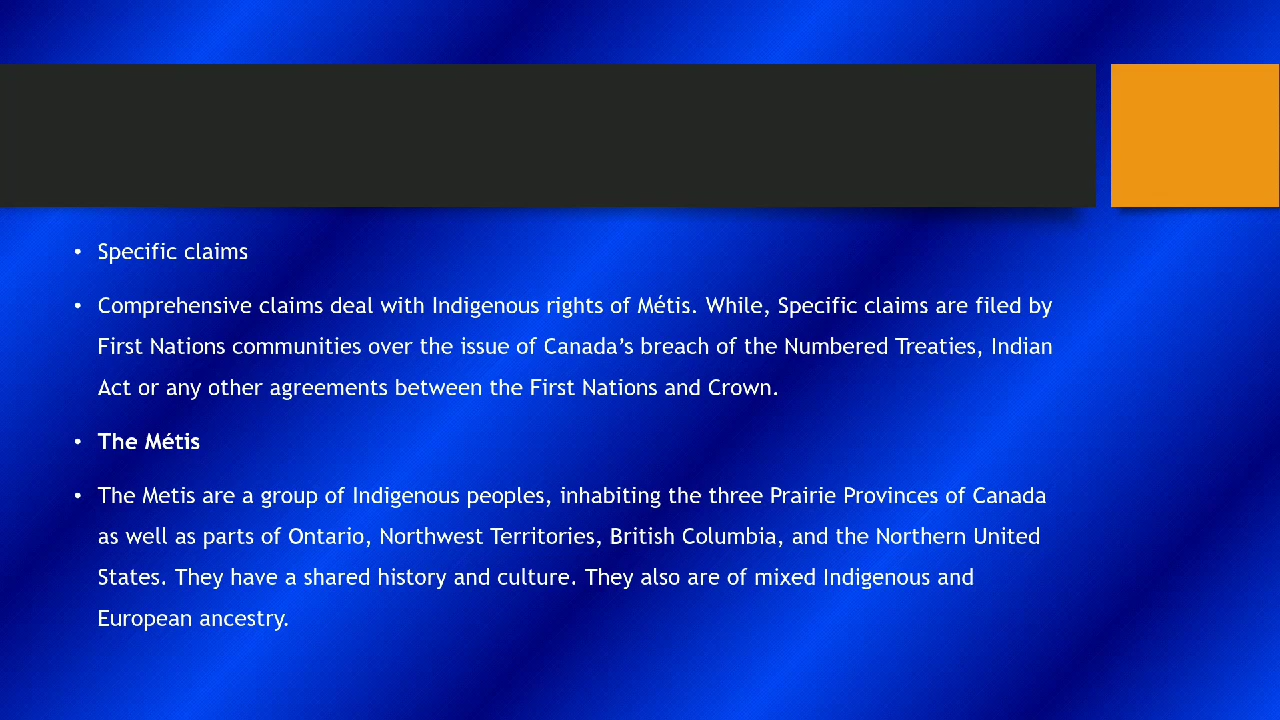 • Specific claims
• Comprehensive claims deal with Indigenous rights of Métis. While, Specific claims are filed by
First Nations communities over the issue of Canada’s breach of the Numbered Treaties, Indian
Act or any other agreements between the First Nations and Crown.
• The Métis
• The Metis are a group of Indigenous peoples, inhabiting the three Prairie Provinces of Canada
as well as parts of Ontario, Northwest Territories, British Columbia, and the Northern United
States. They have a shared history and culture. They also are of mixed Indigenous and
European ancestry.